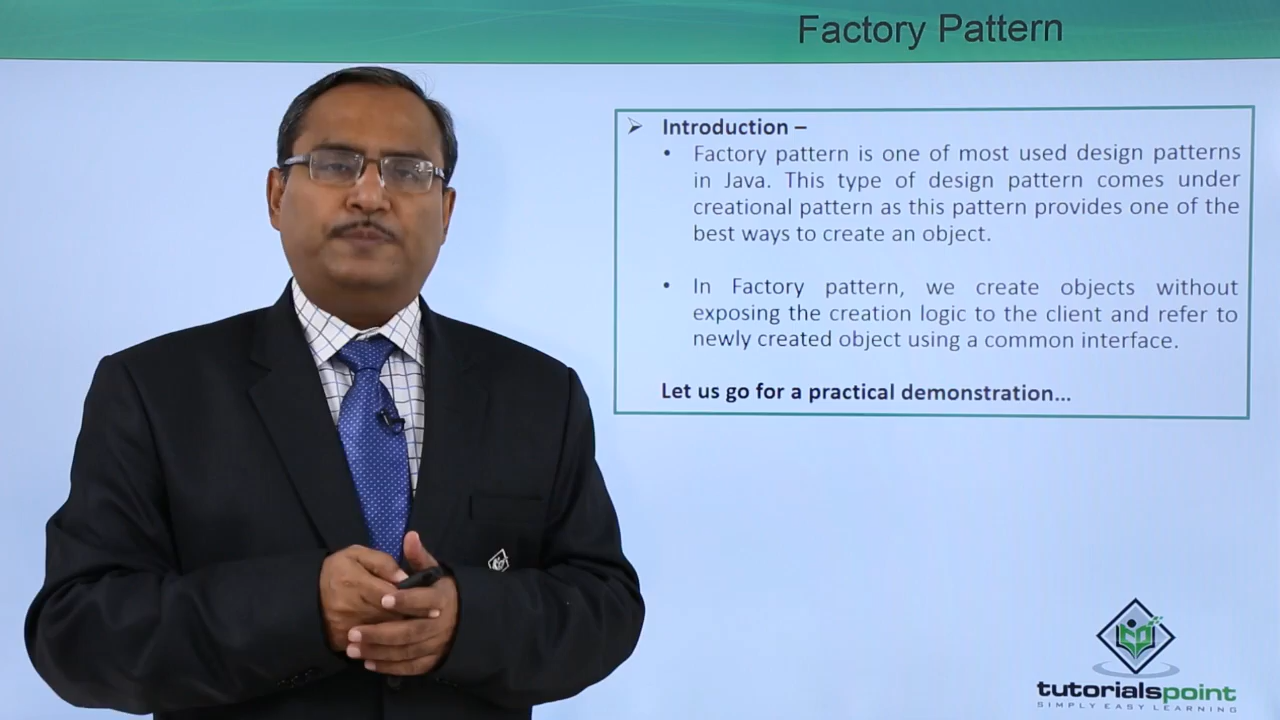 Factory Pattern
Introduction –
Factory pattern is one of most used design patterns
in Java. This type of design pattern comes under
creational pattern as this pattern provides one of the
best ways to create an object.
In Factory pattern, we create objects without
exposing the creation logic to the client and refer to
newly created object using a common interface.
Let us go for a practical demonstration...
tutorialspoint
SIMPLY EASY LEARNING